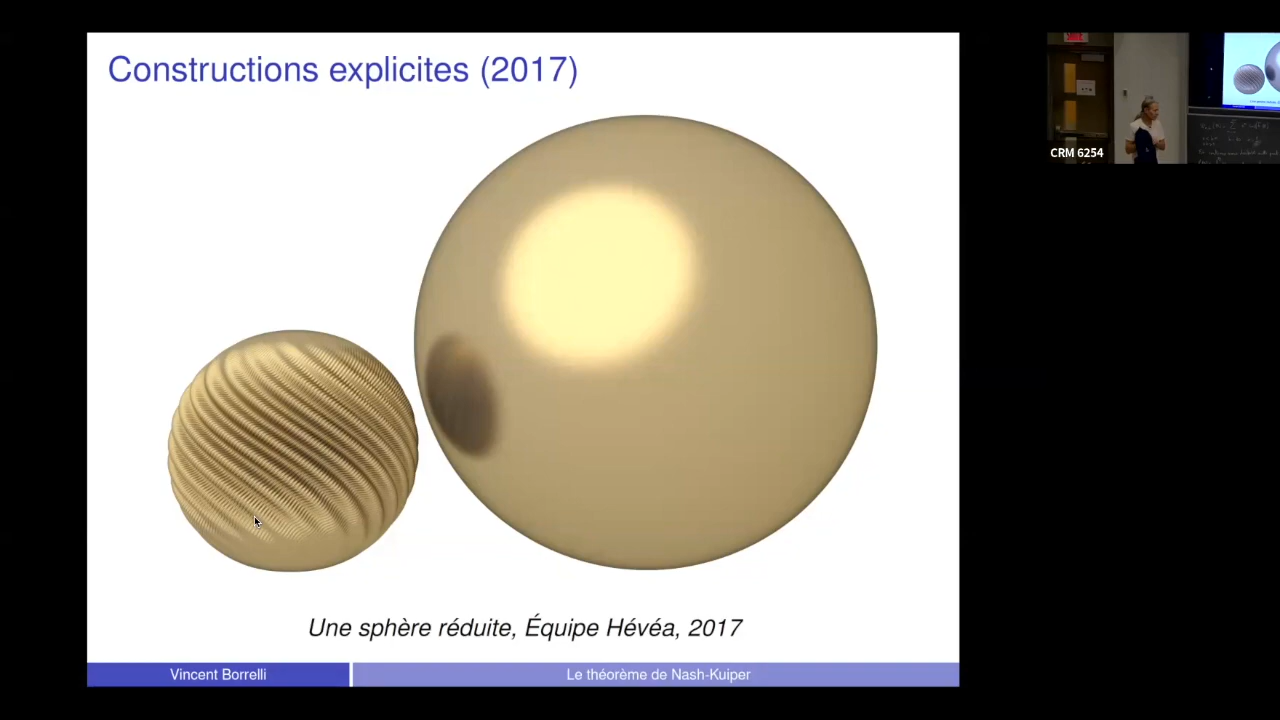 Constructions explicites (2017)
CRM 6254
Une sphère réduite, Équipe Hévéa, 2017
Vincent Borrelli
Le théorème de Nash-Kuiper